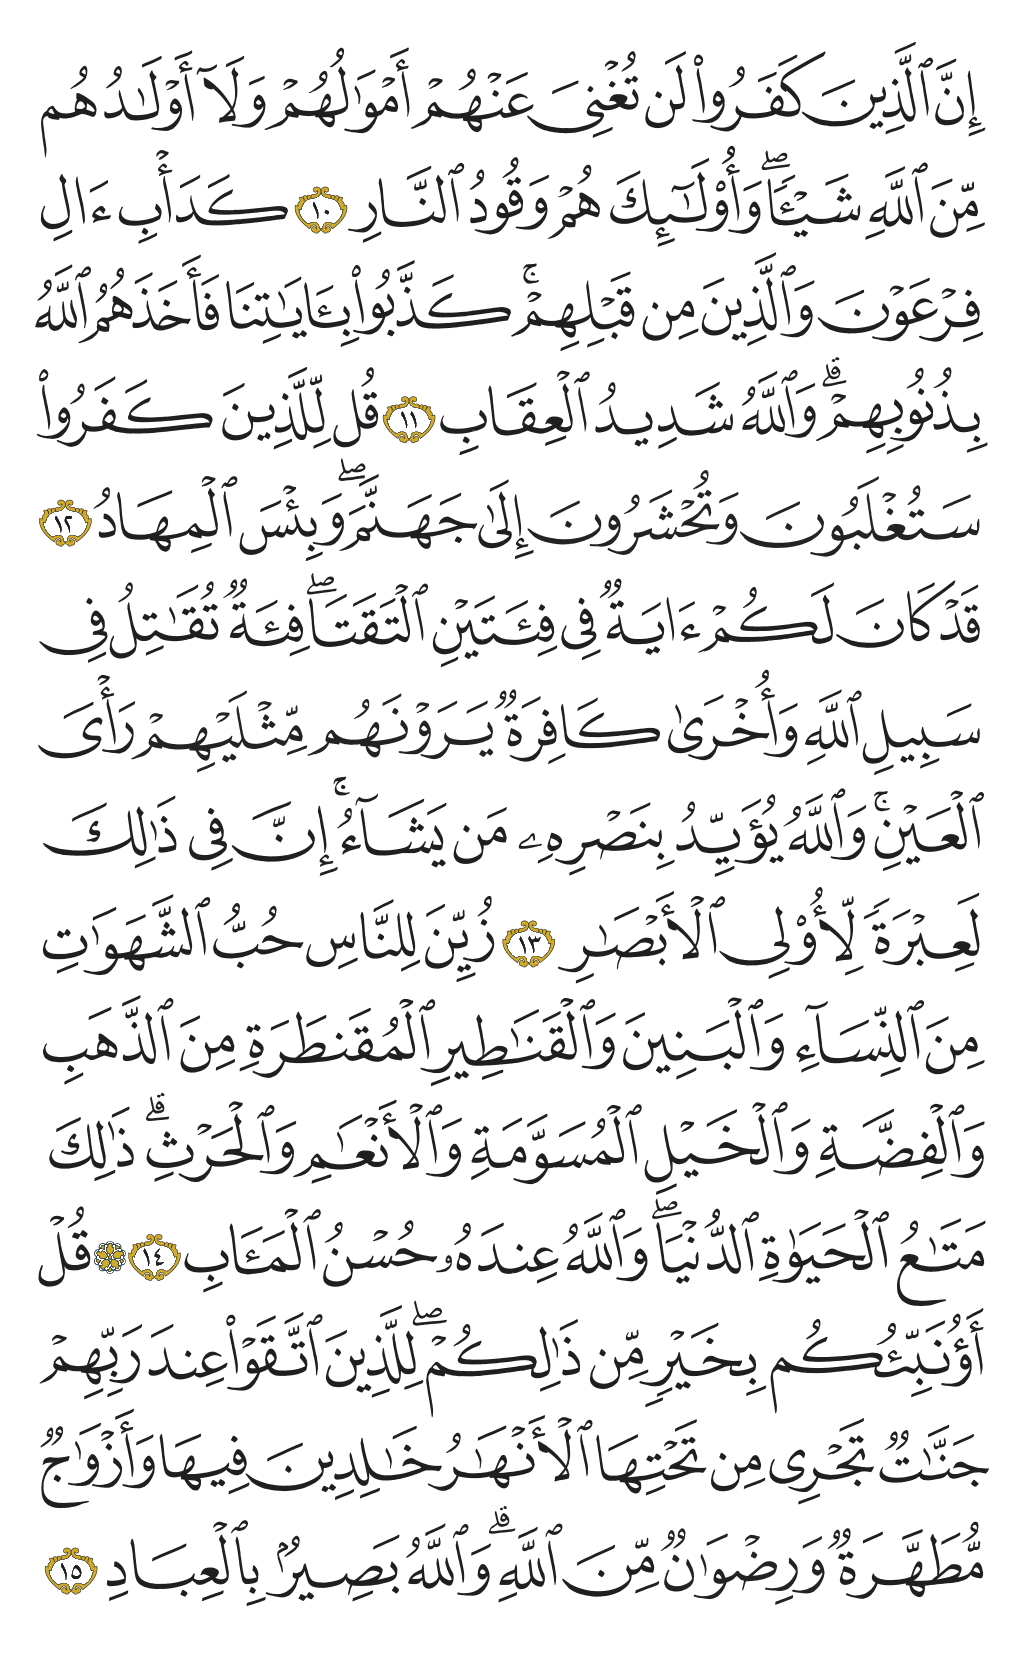 إِنَّ ٱلَّذِينَ كَفَرُوا۟ لَن تُغْنِىَ عَنْهُمْ أَمْوَٰلُهُمْ وَلَآ أَوْلَـٰدُهُم
مِّنَ ٱللَّهِ شَيْـًٔا ۖ وَأُو۟لَـٰٓئِكَ هُمْ وَقُودُ ٱلنَّارِ ١٠ كَدَأْبِ ءَالِ
فِرْعَوْنَ وَٱلَّذِينَ مِن قَبْلِهِمْ ۚ كَذَّبُوا۟ بِـَٔايَـٰتِنَا فَأَخَذَهُمُ ٱللَّهُ
بِذُنُوبِهِمْ ۗ وَٱللَّهُ شَدِيدُ ٱلْعِقَابِ ١١ قُل لِّلَّذِينَ كَفَرُوا۟
سَتُغْلَبُونَ وَتُحْشَرُونَ إِلَىٰ جَهَنَّمَ ۖ وَبِئْسَ ٱلْمِهَادُ ١٢
قَدْ كَانَ لَكُمْ ءَايَةٌ فِى فِئَتَيْنِ ٱلْتَقَتَا ۖ فِئَةٌ تُقَـٰتِلُ فِى
سَبِيلِ ٱللَّهِ وَأُخْرَىٰ كَافِرَةٌ يَرَوْنَهُم مِّثْلَيْهِمْ رَأْىَ
ٱلْعَيْنِ ۚ وَٱللَّهُ يُؤَيِّدُ بِنَصْرِهِۦ مَن يَشَآءُ ۚ إِنَّ فِى ذَٰلِكَ
لَعِبْرَةً لِّأُو۟لِى ٱلْأَبْصَـٰرِ ١٣ زُيِّنَ لِلنَّاسِ حُبُّ ٱلشَّهَوَٰتِ
مِنَ ٱلنِّسَآءِ وَٱلْبَنِينَ وَٱلْقَنَـٰطِيرِ ٱلْمُقَنطَرَةِ مِنَ ٱلذَّهَبِ
وَٱلْفِضَّةِ وَٱلْخَيْلِ ٱلْمُسَوَّمَةِ وَٱلْأَنْعَـٰمِ وَٱلْحَرْثِ ۗ ذَٰلِكَ
مَتَـٰعُ ٱلْحَيَوٰةِ ٱلدُّنْيَا ۖ وَٱللَّهُ عِندَهُۥ حُسْنُ ٱلْمَـَٔابِ ١٤ ۞ قُلْ
أَؤُنَبِّئُكُم بِخَيْرٍ مِّن ذَٰلِكُمْ ۖ لِلَّذِينَ ٱتَّقَوْا۟ عِندَ رَبِّهِمْ
جَنَّـٰتٌ تَجْرِى مِن تَحْتِهَا ٱلْأَنْهَـٰرُ خَـٰلِدِينَ فِيهَا وَأَزْوَٰجٌ
مُّطَهَّرَةٌ وَرِضْوَٰنٌ مِّنَ ٱللَّهِ ۗ وَٱللَّهُ بَصِيرٌۢ بِٱلْعِبَادِ ١٥